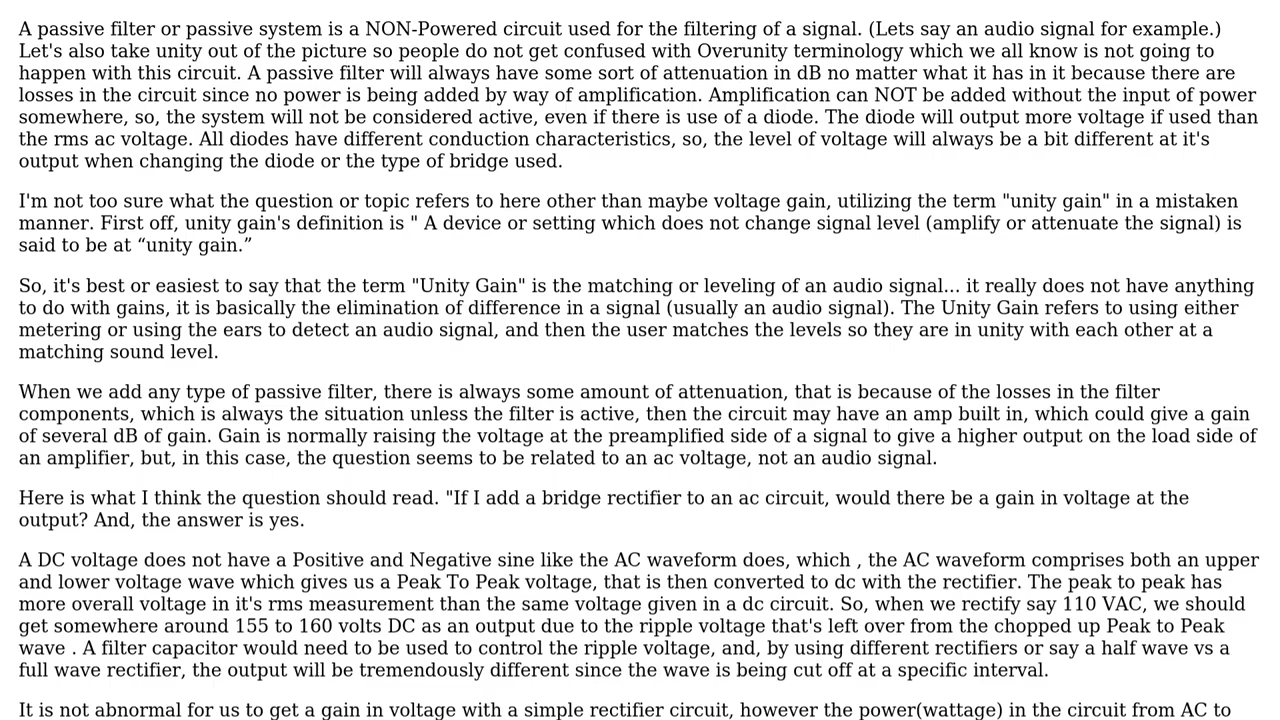 A passive filter or passive system is a NON-Powered circuit used for the filtering of a signal. (Lets say an audio signal for example.)
Let's also take unity out of the picture so people do not get confused with Overunity terminology which we all know is not going to
happen with this circuit. A passive filter will always have some sort of attenuation in dB no matter what it has in it because there are
losses in the circuit since no power is being added by way of amplification. Amplification can NOT be added without the input of power
somewhere, so, the system will not be considered active, even if there is use of a diode. The diode will output more voltage if used than
the rms ac voltage. All diodes have different conduction characteristics, so, the level of voltage will always be a bit different at it's
output when changing the diode or the type of bridge used.
I'm not too sure what the question or topic refers to here other than maybe voltage gain, utilizing the term "unity gain" in a mistaken
manner. First off, unity gain's definition is " A device or setting which does not change signal level (amplify or attenuate the signal) is
said to be at “unity gain.”
So, it's best or easiest to say that the term "Unity Gain" is the matching or leveling of an audio signal... it really does not have anything
to do with gains, it is basically the elimination of difference in a signal (usually an audio signal). The Unity Gain refers to using either
metering or using the ears to detect an audio signal, and then the user matches the levels so they are in unity with each other at a
matching sound level.
When we add any type of passive filter, there is always some amount of attenuation, that is because of the losses in the filter
components, which is always the situation unless the filter is active, then the circuit may have an amp built in, which could give a gain
of several dB of gain. Gain is normally raising the voltage at the preamplified side of a signal to give a higher output on the load side of
an amplifier, but, in this case, the question seems to be related to an ac voltage, not an audio signal.
Here is what I think the question should read. "If I add a bridge rectifier to an ac circuit, would there be a gain in voltage at the
output? And, the answer is yes.
A DC voltage does not have a Positive and Negative sine like the AC waveform does, which , the AC waveform comprises both an upper
and lower voltage wave which gives us a Peak To Peak voltage, that is then converted to dc with the rectifier. The peak to peak has
more overall voltage in it's rms measurement than the same voltage given in a dc circuit. So, when we rectify say 110 VAC, we should
get somewhere around 155 to 160 volts DC as an output due to the ripple voltage that's left over from the chopped up Peak to Peak
wave . A filter capacitor would need to be used to control the ripple voltage, and, by using different rectifiers or say a half wave vs a
full wave rectifier, the output will be tremendously different since the wave is being cut off at a specific interval.
It is not abnormal for us to get a gain in voltage with a simple rectifier circuit, however the power(wattage) in the circuit from AC to